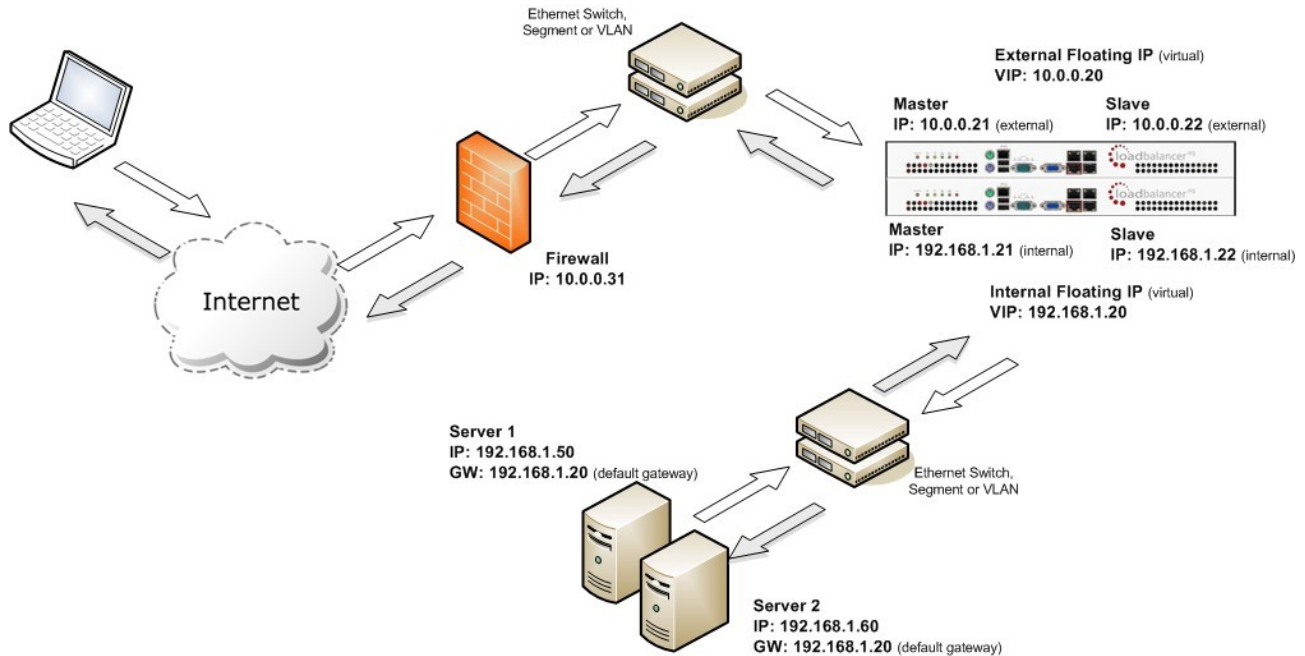 Ethernet Switch,
Segment or VLAN
External Floating IP (virtual)
VIP: 10.0.0.20
Master
IP: 10.0.0.21 (external)
Slave
IP: 10.0.0.22 (external)
loadbalancer.org
loadbalancer.org
Master
IP: 192.168.1.21 (internal)
Slave
IP: 192.168.1.22 (internal)
Firewall
IP: 10.0.0.31
Internet
Internal Floating IP (virtual)
VIP: 192.168.1.20
Server 1
IP: 192.168.1.50
GW: 192.168.1.20 (default gateway)
Ethernet Switch,
Segment or VLAN
Server 2
IP: 192.168.1.60
GW: 192.168.1.20 (default gateway)